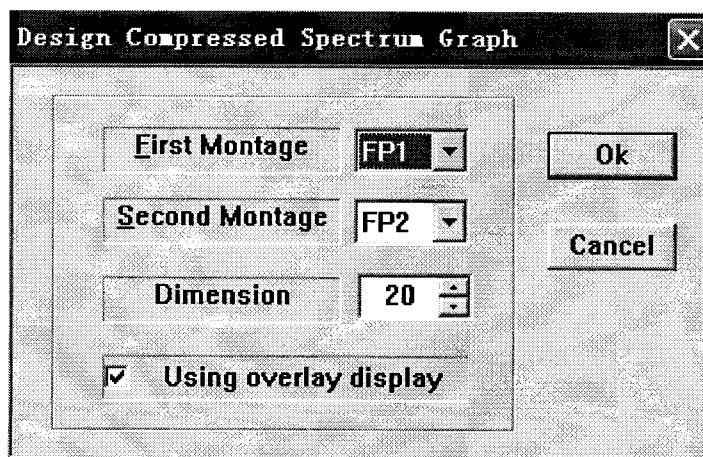 Design Compressed Spectrum Graph
First Montage FP1
Ok
Second Montage FP2
Cancel
Dimension 20
Using overlay display